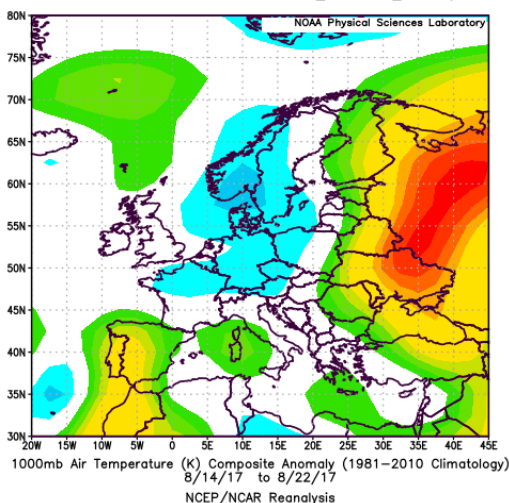 NOAA Physical Sciences Laboratory
80N
75N
70N
65N
60N
55N
50N
45N
40N
35N
30N
20W 15W 10W 5W 0 5E 10E 15E 20E 25E 30E 35E 40E 45E
1000mb Air Temperature (K) Composite Anomaly (1981-2010 Climatology)
8/14/17 to 8/22/17
NCEP/NCAR Reanalysis